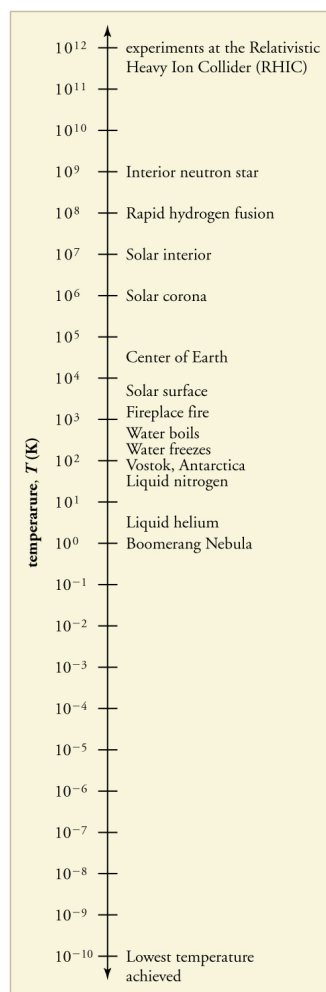 10¹² experiments at the Relativistic
Heavy Ion Collider (RHIC)
10¹¹
10¹⁰
10⁹ Interior neutron star
10⁸ Rapid hydrogen fusion
10⁷ Solar interior
10⁶ Solar corona
10⁵
Center of Earth
10⁴
Solar surface
10³ Fireplace fire
Water boils
Water freezes
10² Vostok, Antarctica
Liquid nitrogen
10¹
Liquid helium
10⁰ Boomerang Nebula
10⁻¹
10⁻²
10⁻³
10⁻⁴
10⁻⁵
10⁻⁶
10⁻⁷
10⁻⁸
10⁻⁹
10⁻¹⁰ Lowest temperature
achieved
temperarure, T (K)